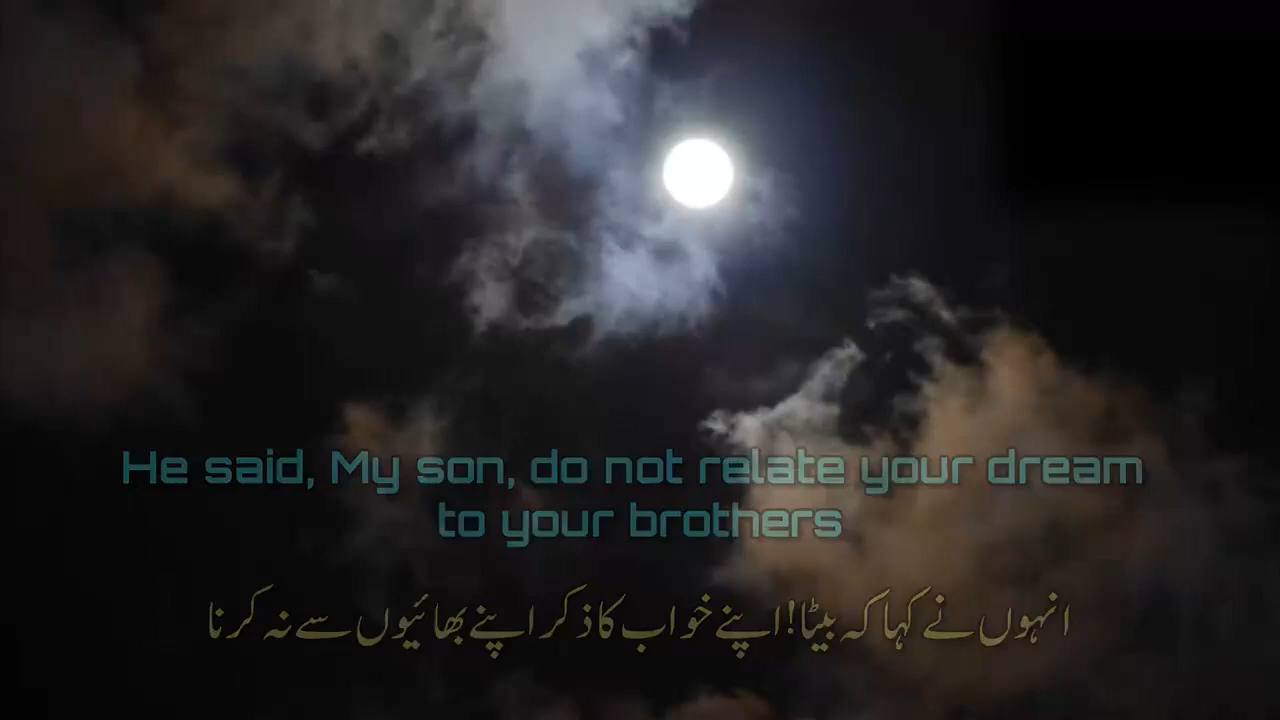 He said, My son, do not relate your dream
to your brothers
انہوں نے کہا کہ بیٹا! اپنے خواب کا ذکر اپنے بھائیوں سے نہ کرنا